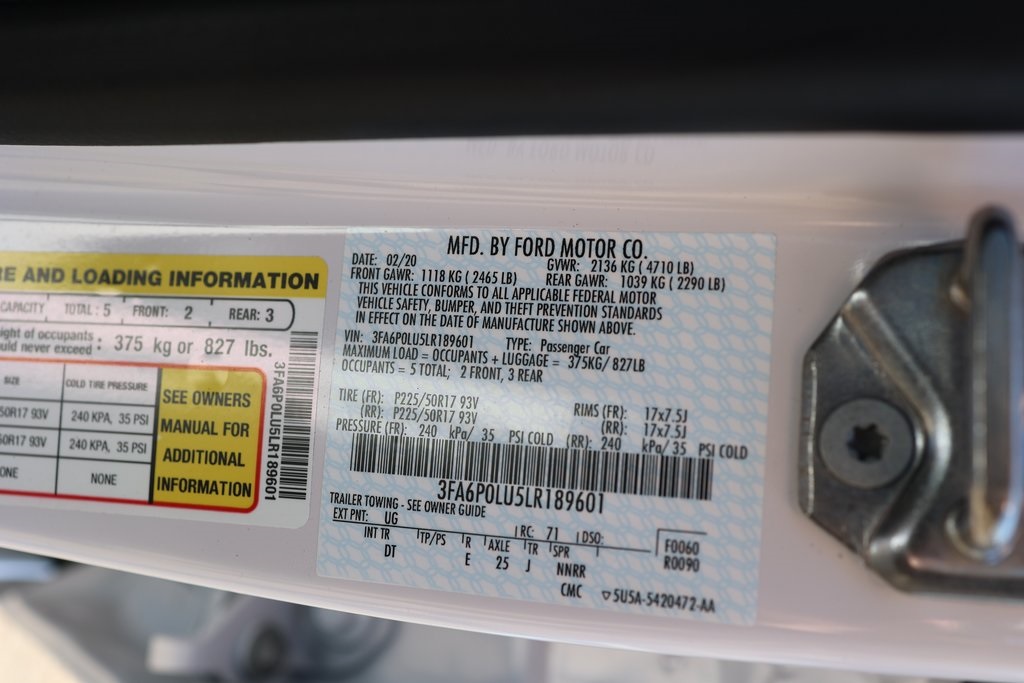 RE AND LOADING INFORMATION
CAPACITY TOTAL : 5 FRONT: 2 REAR: 3
ight of occupants
uld never exceed : 375 kg or 827 lbs.
SIZE COLD TIRE PRESSURE
50R17 93V 240 KPA, 35 PSI
50R17 93V 240 KPA, 35 PSI
ONE NONE
SEE OWNERS
MANUAL FOR
ADDITIONAL
INFORMATION
3FA6P0LU5LR189601
MFD. BY FORD MOTOR CO.
DATE: 02/20 GVWR: 2136 KG ( 4710 LB)
FRONT GAWR: 1118 KG ( 2465 LB) REAR GAWR: 1039 KG ( 2290 LB)
THIS VEHICLE CONFORMS TO ALL APPLICABLE FEDERAL MOTOR
VEHICLE SAFETY, BUMPER, AND THEFT PREVENTION STANDARDS
IN EFFECT ON THE DATE OF MANUFACTURE SHOWN ABOVE.
VIN: 3FA6P0LU5LR189601 TYPE: Passenger Car
MAXIMUM LOAD = OCCUPANTS + LUGGAGE = 375KG/ 827LB
OCCUPANTS = 5 TOTAL; 2 FRONT, 3 REAR
TIRE (FR): P225/50R17 93V RIMS (FR): 17x7.5J
(RR): P225/50R17 93V (RR): 17x7.5J
PRESSURE (FR): 240 kPa/ 35 PSI COLD (RR): 240 kPa/ 35 PSI COLD
3FA6P0LU5LR189601
TRAILER TOWING - SEE OWNER GUIDE
EXT PNT: UG RC: 71 DSO:
INT TR TP/PS R AXLE TR SPR
DT E 25 J NNRR
F0060
R0090
CMC ▽5U5A-5420472-AA